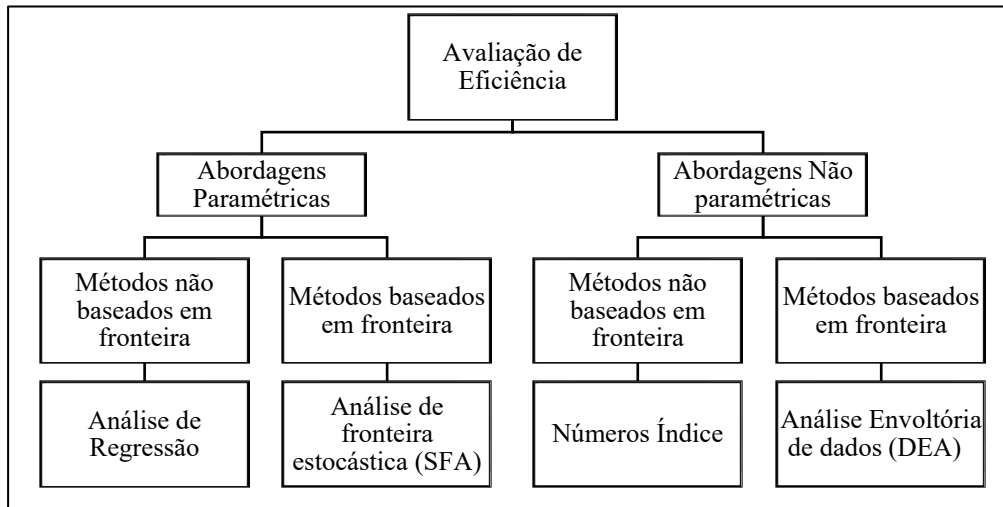 Avaliação de
Eficiência
Abordagens
Paramétricas
Abordagens Não
paramétricas
Métodos não
baseados em
fronteira
Métodos baseados
em fronteira
Métodos não
baseados em
fronteira
Métodos baseados
em fronteira
Análise de
Regressão
Análise de
fronteira
estocástica (SFA)
Números Índice
Análise Envoltória
de dados (DEA)